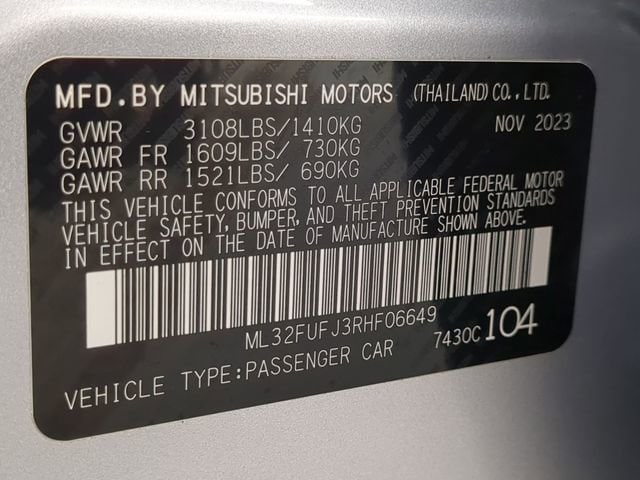 MFD.BY MITSUBISHI MOTORS (THAILAND)CO.,LTD.
GVWR 3108LBS/1410KG NOV 2023
GAWR FR 1609LBS/ 730KG
GAWR RR 1521LBS/ 690KG
THIS VEHICLE CONFORMS TO ALL APPLICABLE FEDERAL MOTOR
VEHICLE SAFETY, BUMPER, AND THEFT PREVENTION STANDARDS
IN EFFECT ON THE DATE OF MANUFACTURE SHOWN ABOVE.
ML32FUFJ3RHF06649 7430C 104
VEHICLE TYPE:PASSENGER CAR